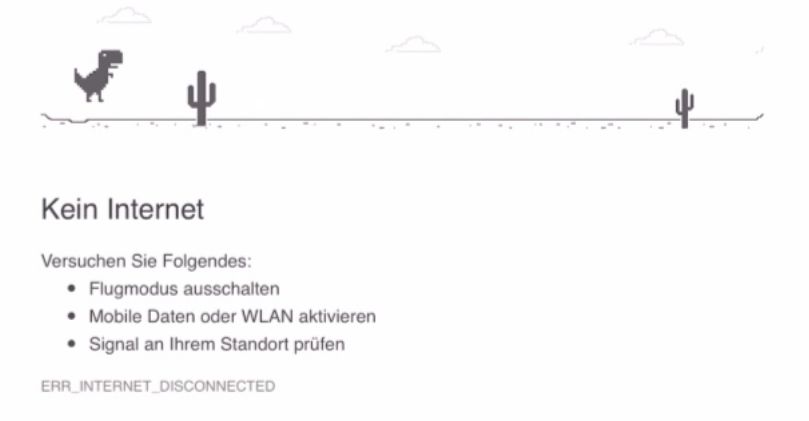 Kein Internet
Versuchen Sie Folgendes:
• Flugmodus ausschalten
• Mobile Daten oder WLAN aktivieren
• Signal an Ihrem Standort prüfen
ERR_INTERNET_DISCONNECTED